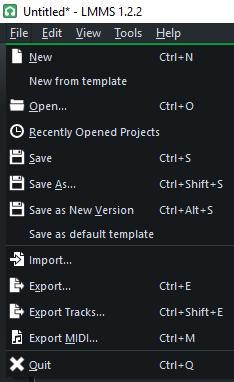 Untitled* - LMMS 1.2.2
File Edit View Tools Help
New Ctrl+N
New from template
Open... Ctrl+O
Recently Opened Projects
Save Ctrl+S
Save As... Ctrl+Shift+S
Save as New Version Ctrl+Alt+S
Save as default template
Import...
Export... Ctrl+E
Export Tracks... Ctrl+Shift+E
Export MIDI... Ctrl+M
Quit Ctrl+Q